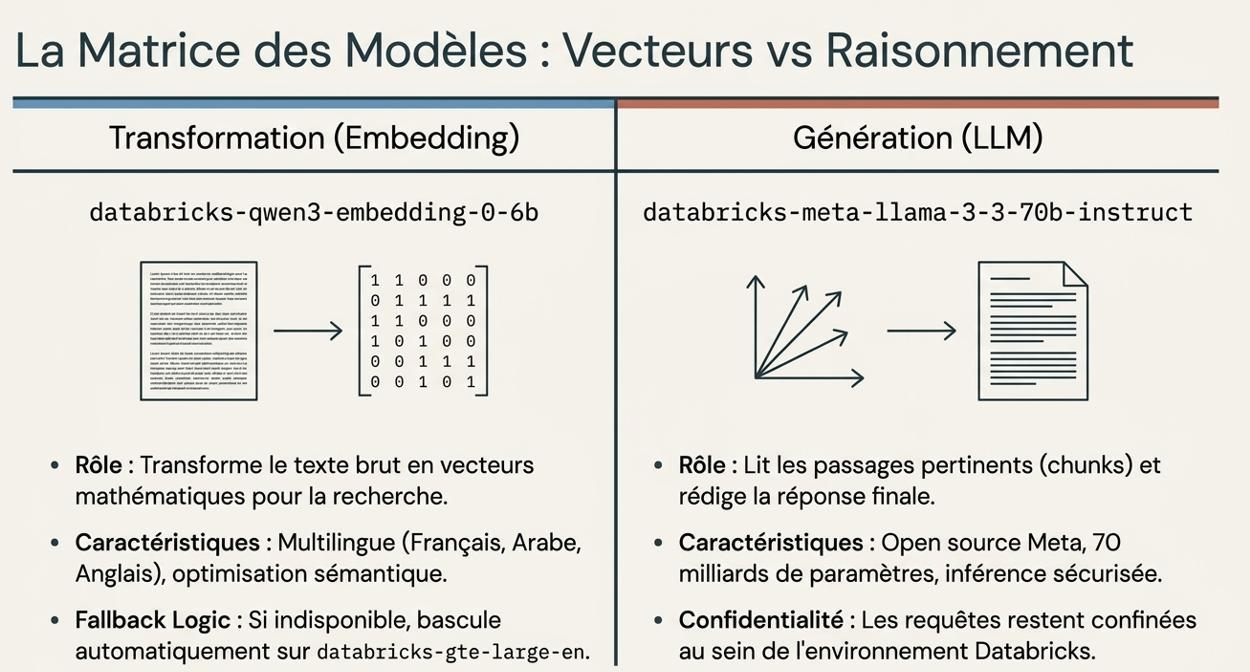 La Matrice des Modèles : Vecteurs vs Raisonnement
Transformation (Embedding)
databricks-qwen3-embedding-0-6b
1 1 0 0 0
0 1 1 1 1
1 1 0 0 0
1 0 1 0 0
0 0 1 1 1
0 0 1 0 1
• Rôle : Transforme le texte brut en vecteurs
mathématiques pour la recherche.
• Caractéristiques : Multilingue (Français, Arabe,
Anglais), optimisation sémantique.
• Fallback Logic : Si indisponible, bascule
automatiquement sur databricks-gte-large-en.
Génération (LLM)
databricks-meta-llama-3-3-70b-instruct
• Rôle : Lit les passages pertinents (chunks) et
rédige la réponse finale.
• Caractéristiques : Open source Meta, 70
milliards de paramètres, inférence sécurisée.
• Confidentialité : Les requêtes restent confinées
au sein de l'environnement Databricks.